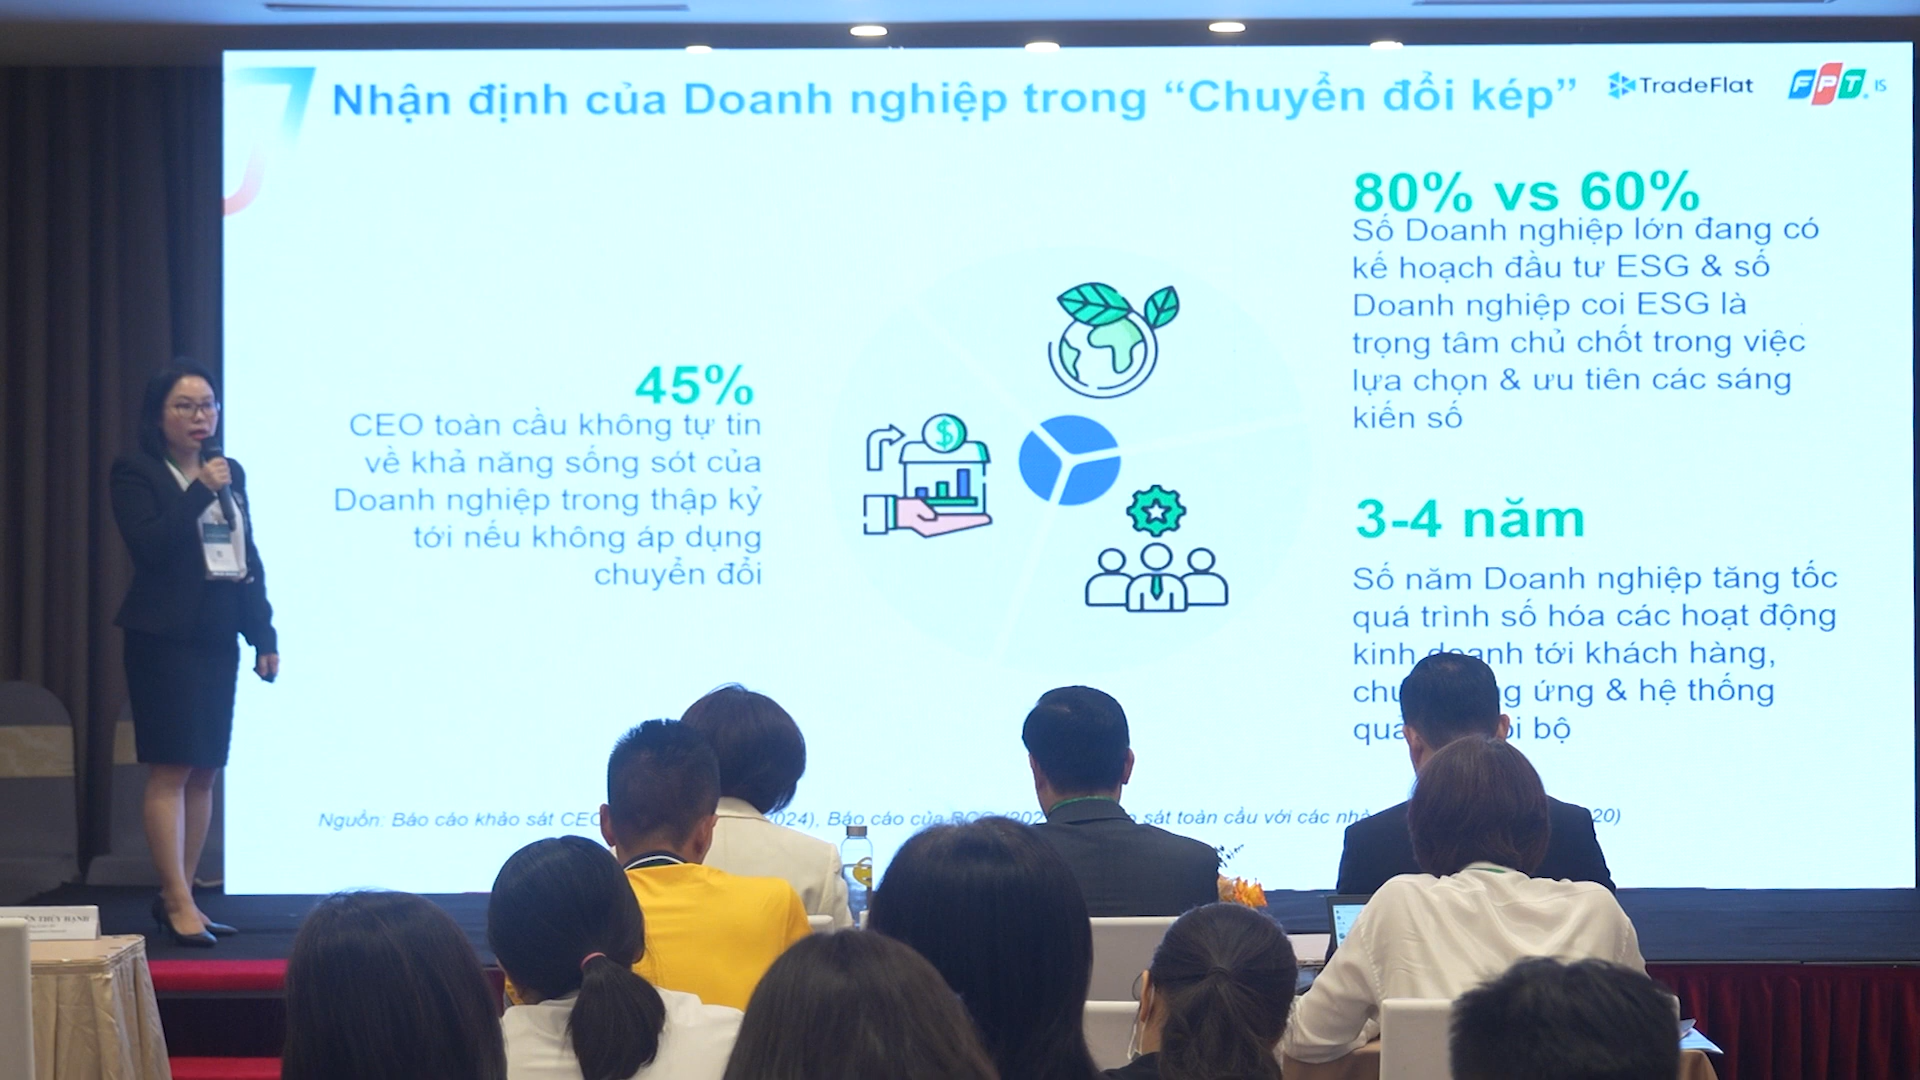 Nhận định của Doanh nghiệp trong “Chuyển đổi kép”
TradeFlat
FPT. IS
80% vs 60%
Số Doanh nghiệp lớn đang có
kế hoạch đầu tư ESG & số
Doanh nghiệp coi ESG là
trọng tâm chủ chốt trong việc
lựa chọn & ưu tiên các sáng
kiến số
45%
CEO toàn cầu không tự tin
về khả năng sống sót của
Doanh nghiệp trong thập kỷ
tới nếu không áp dụng
chuyển đổi
$
3-4 năm
Số năm Doanh nghiệp tăng tốc
quá trình số hóa các hoạt động
kinh doanh tới khách hàng,
ứng & hệ thống
bộ
Nguồn: Báo cáo khảo sát CEO 2024), Báo cáo của BCG sát toàn cầu với các nhà
THÚY HẠNH